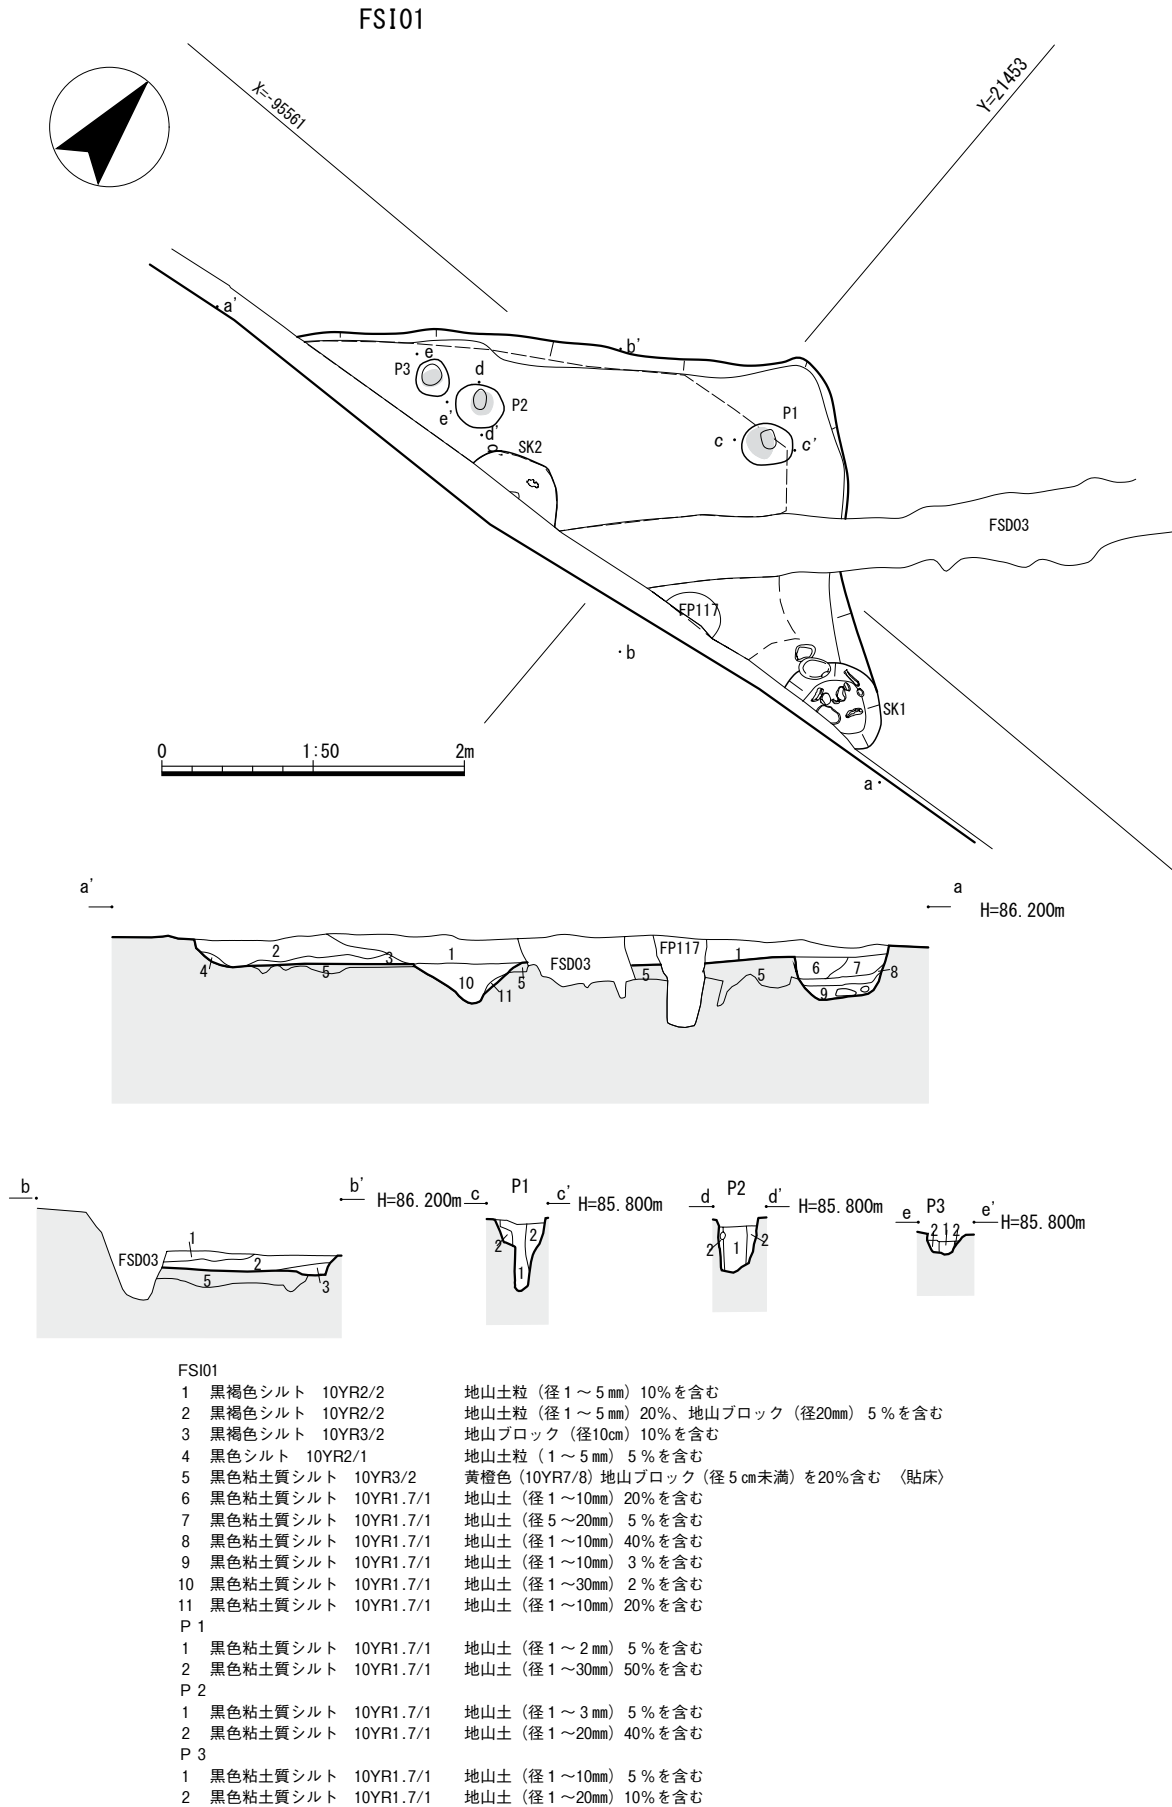 FSI01
X=-95561
Y=21453
a'
b'
e
P3
d
P2
e'
d'
SK2
P1
c
c'
FSD03
FP117
b
SK1
0 1:50 2m
a
a' a
H=86.200m
2 3 1 FSD03 FP117 1
4 5 10 11 5 5 5 6 7 8 9
b b' H=86.200m
FSD03 1 2 5 3
c P1 c' H=85.800m
2 2 1
d P2 d' H=85.800m
2 1 2
e P3 e' H=85.800m
2 1 2
FSI01
1 黒褐色シルト 10YR2/2 地山土粒（径1～5㎜）10%を含む
2 黒褐色シルト 10YR2/2 地山土粒（径1～5㎜）20%、地山ブロック（径20㎜）5%を含む
3 黒褐色シルト 10YR3/2 地山ブロック（径10㎝）10%を含む
4 黒色シルト 10YR2/1 地山土粒（1～5㎜）5%を含む
5 黒色粘土質シルト 10YR3/2 黄橙色（10YR7/8）地山ブロック（径5㎝未満）を20%含む 〈貼床〉
6 黒色粘土質シルト 10YR1.7/1 地山土（径1～10㎜）20%を含む
7 黒色粘土質シルト 10YR1.7/1 地山土（径5～20㎜）5%を含む
8 黒色粘土質シルト 10YR1.7/1 地山土（径1～10㎜）40%を含む
9 黒色粘土質シルト 10YR1.7/1 地山土（径1～10㎜）3%を含む
10 黒色粘土質シルト 10YR1.7/1 地山土（径1～30㎜）2%を含む
11 黒色粘土質シルト 10YR1.7/1 地山土（径1～10㎜）20%を含む
P1
1 黒色粘土質シルト 10YR1.7/1 地山土（径1～2㎜）5%を含む
2 黒色粘土質シルト 10YR1.7/1 地山土（径1～30㎜）50%を含む
P2
1 黒色粘土質シルト 10YR1.7/1 地山土（径1～3㎜）5%を含む
2 黒色粘土質シルト 10YR1.7/1 地山土（径1～20㎜）40%を含む
P3
1 黒色粘土質シルト 10YR1.7/1 地山土（径1～10㎜）5%を含む
2 黒色粘土質シルト 10YR1.7/1 地山土（径1～20㎜）10%を含む